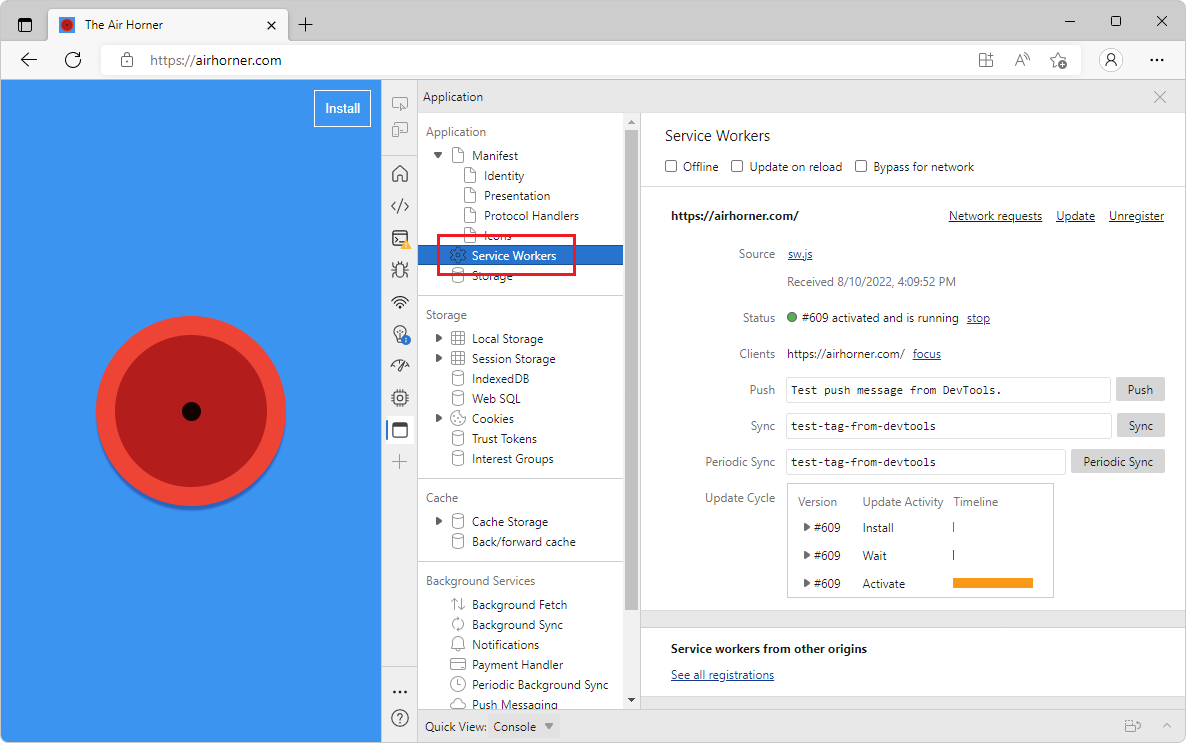 The Air Horner
https://airhorner.com
Install
Application
Application
Manifest
Identity
Presentation
Protocol Handlers
Icons
Service Workers
Storage
Storage
Local Storage
Session Storage
IndexedDB
Web SQL
Cookies
Trust Tokens
Interest Groups
Cache
Cache Storage
Back/forward cache
Background Services
Background Fetch
Background Sync
Notifications
Payment Handler
Periodic Background Sync
Push Messaging
Service Workers
Offline Update on reload Bypass for network
https://airhorner.com/ Network requests Update Unregister
Source sw.js
Received 8/10/2022, 4:09:52 PM
Status #609 activated and is running stop
Clients https://airhorner.com/ focus
Push Test push message from DevTools. Push
Sync test-tag-from-devtools Sync
Periodic Sync test-tag-from-devtools Periodic Sync
Update Cycle Version Update Activity Timeline
#609 Install
#609 Wait
#609 Activate
Service workers from other origins
See all registrations
Quick View: Console